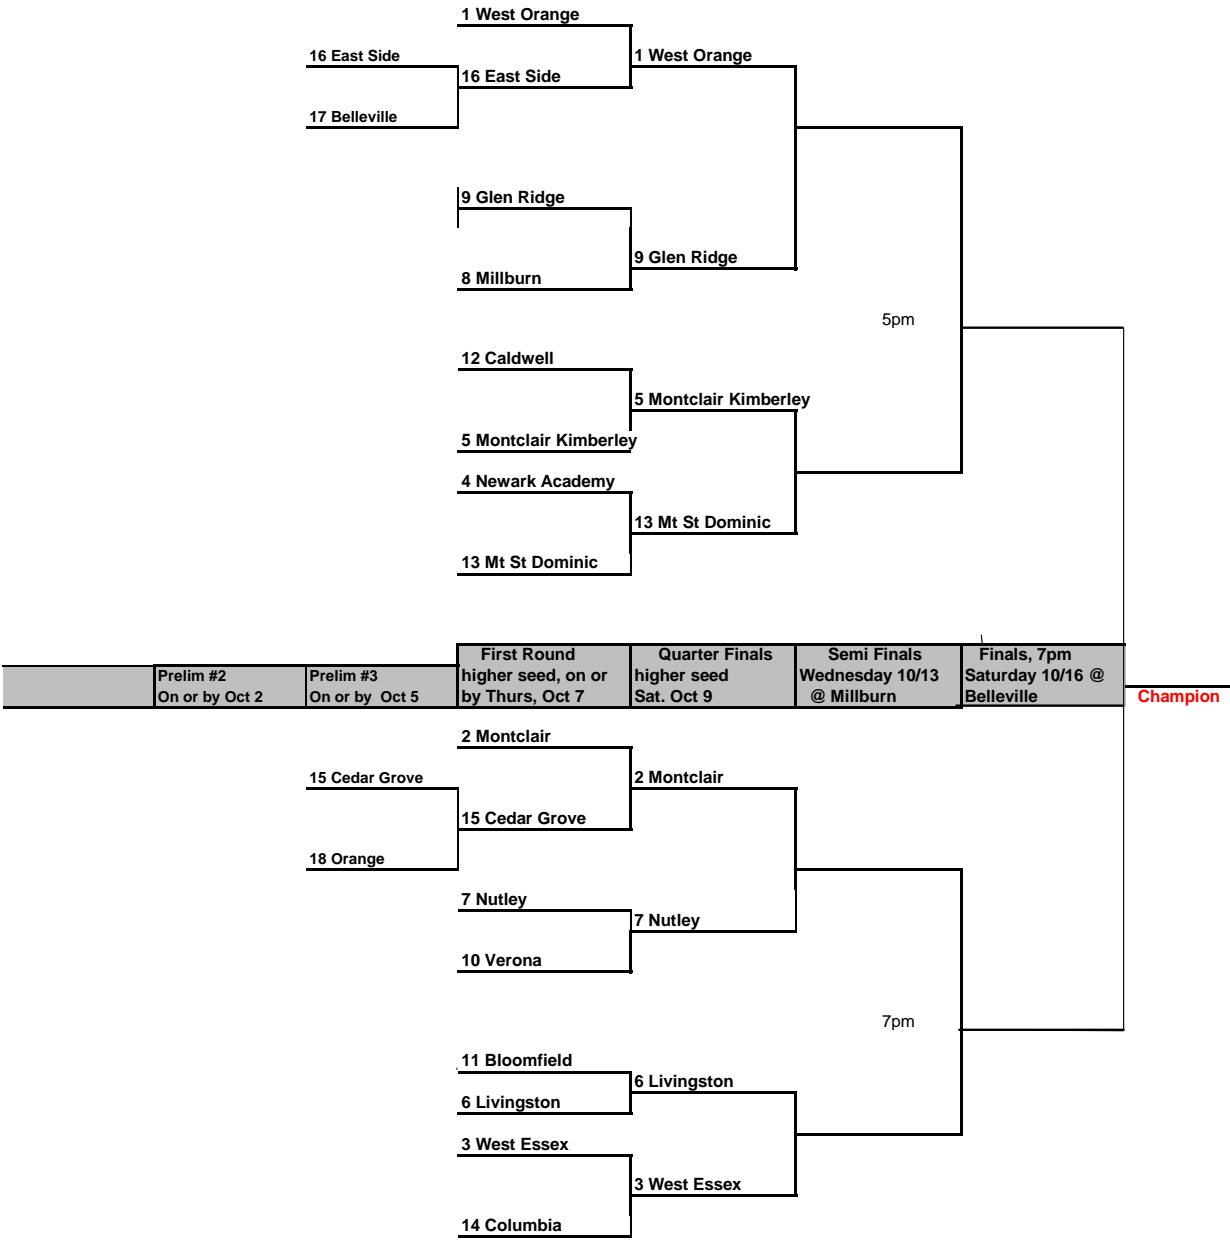 1 West Orange
16 East Side
1 West Orange
16 East Side
17 Belleville
9 Glen Ridge
9 Glen Ridge
8 Millburn
5pm
12 Caldwell
5 Montclair Kimberley
5 Montclair Kimberley
4 Newark Academy
13 Mt St Dominic
13 Mt St Dominic
Prelim #2
On or by Oct 2
Prelim #3
On or by Oct 5
First Round
higher seed, on or
by Thurs, Oct 7
Quarter Finals
higher seed
Sat. Oct 9
Semi Finals
Wednesday 10/13
@ Millburn
Finals, 7pm
Saturday 10/16 @
Belleville
Champion
2 Montclair
15 Cedar Grove
2 Montclair
15 Cedar Grove
18 Orange
7 Nutley
7 Nutley
10 Verona
7pm
11 Bloomfield
6 Livingston
6 Livingston
3 West Essex
3 West Essex
14 Columbia